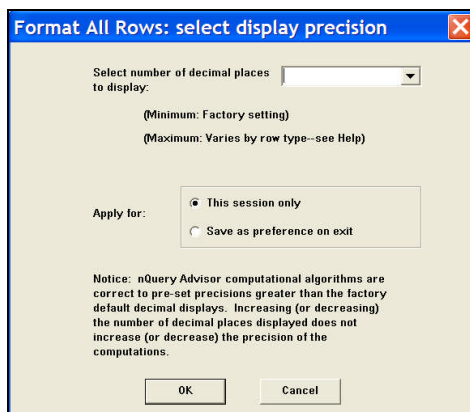 Format All Rows: select display precision
Select number of decimal places
to display:
(Minimum: Factory setting)
(Maximum: Varies by row type--see Help)
Apply for:
This session only
Save as preference on exit
Notice: nQuery Advisor computational algorithms are
correct to pre-set precisions greater than the factory
default decimal displays. Increasing (or decreasing)
the number of decimal places displayed does not
increase (or decrease) the precision of the
computations.
OK
Cancel